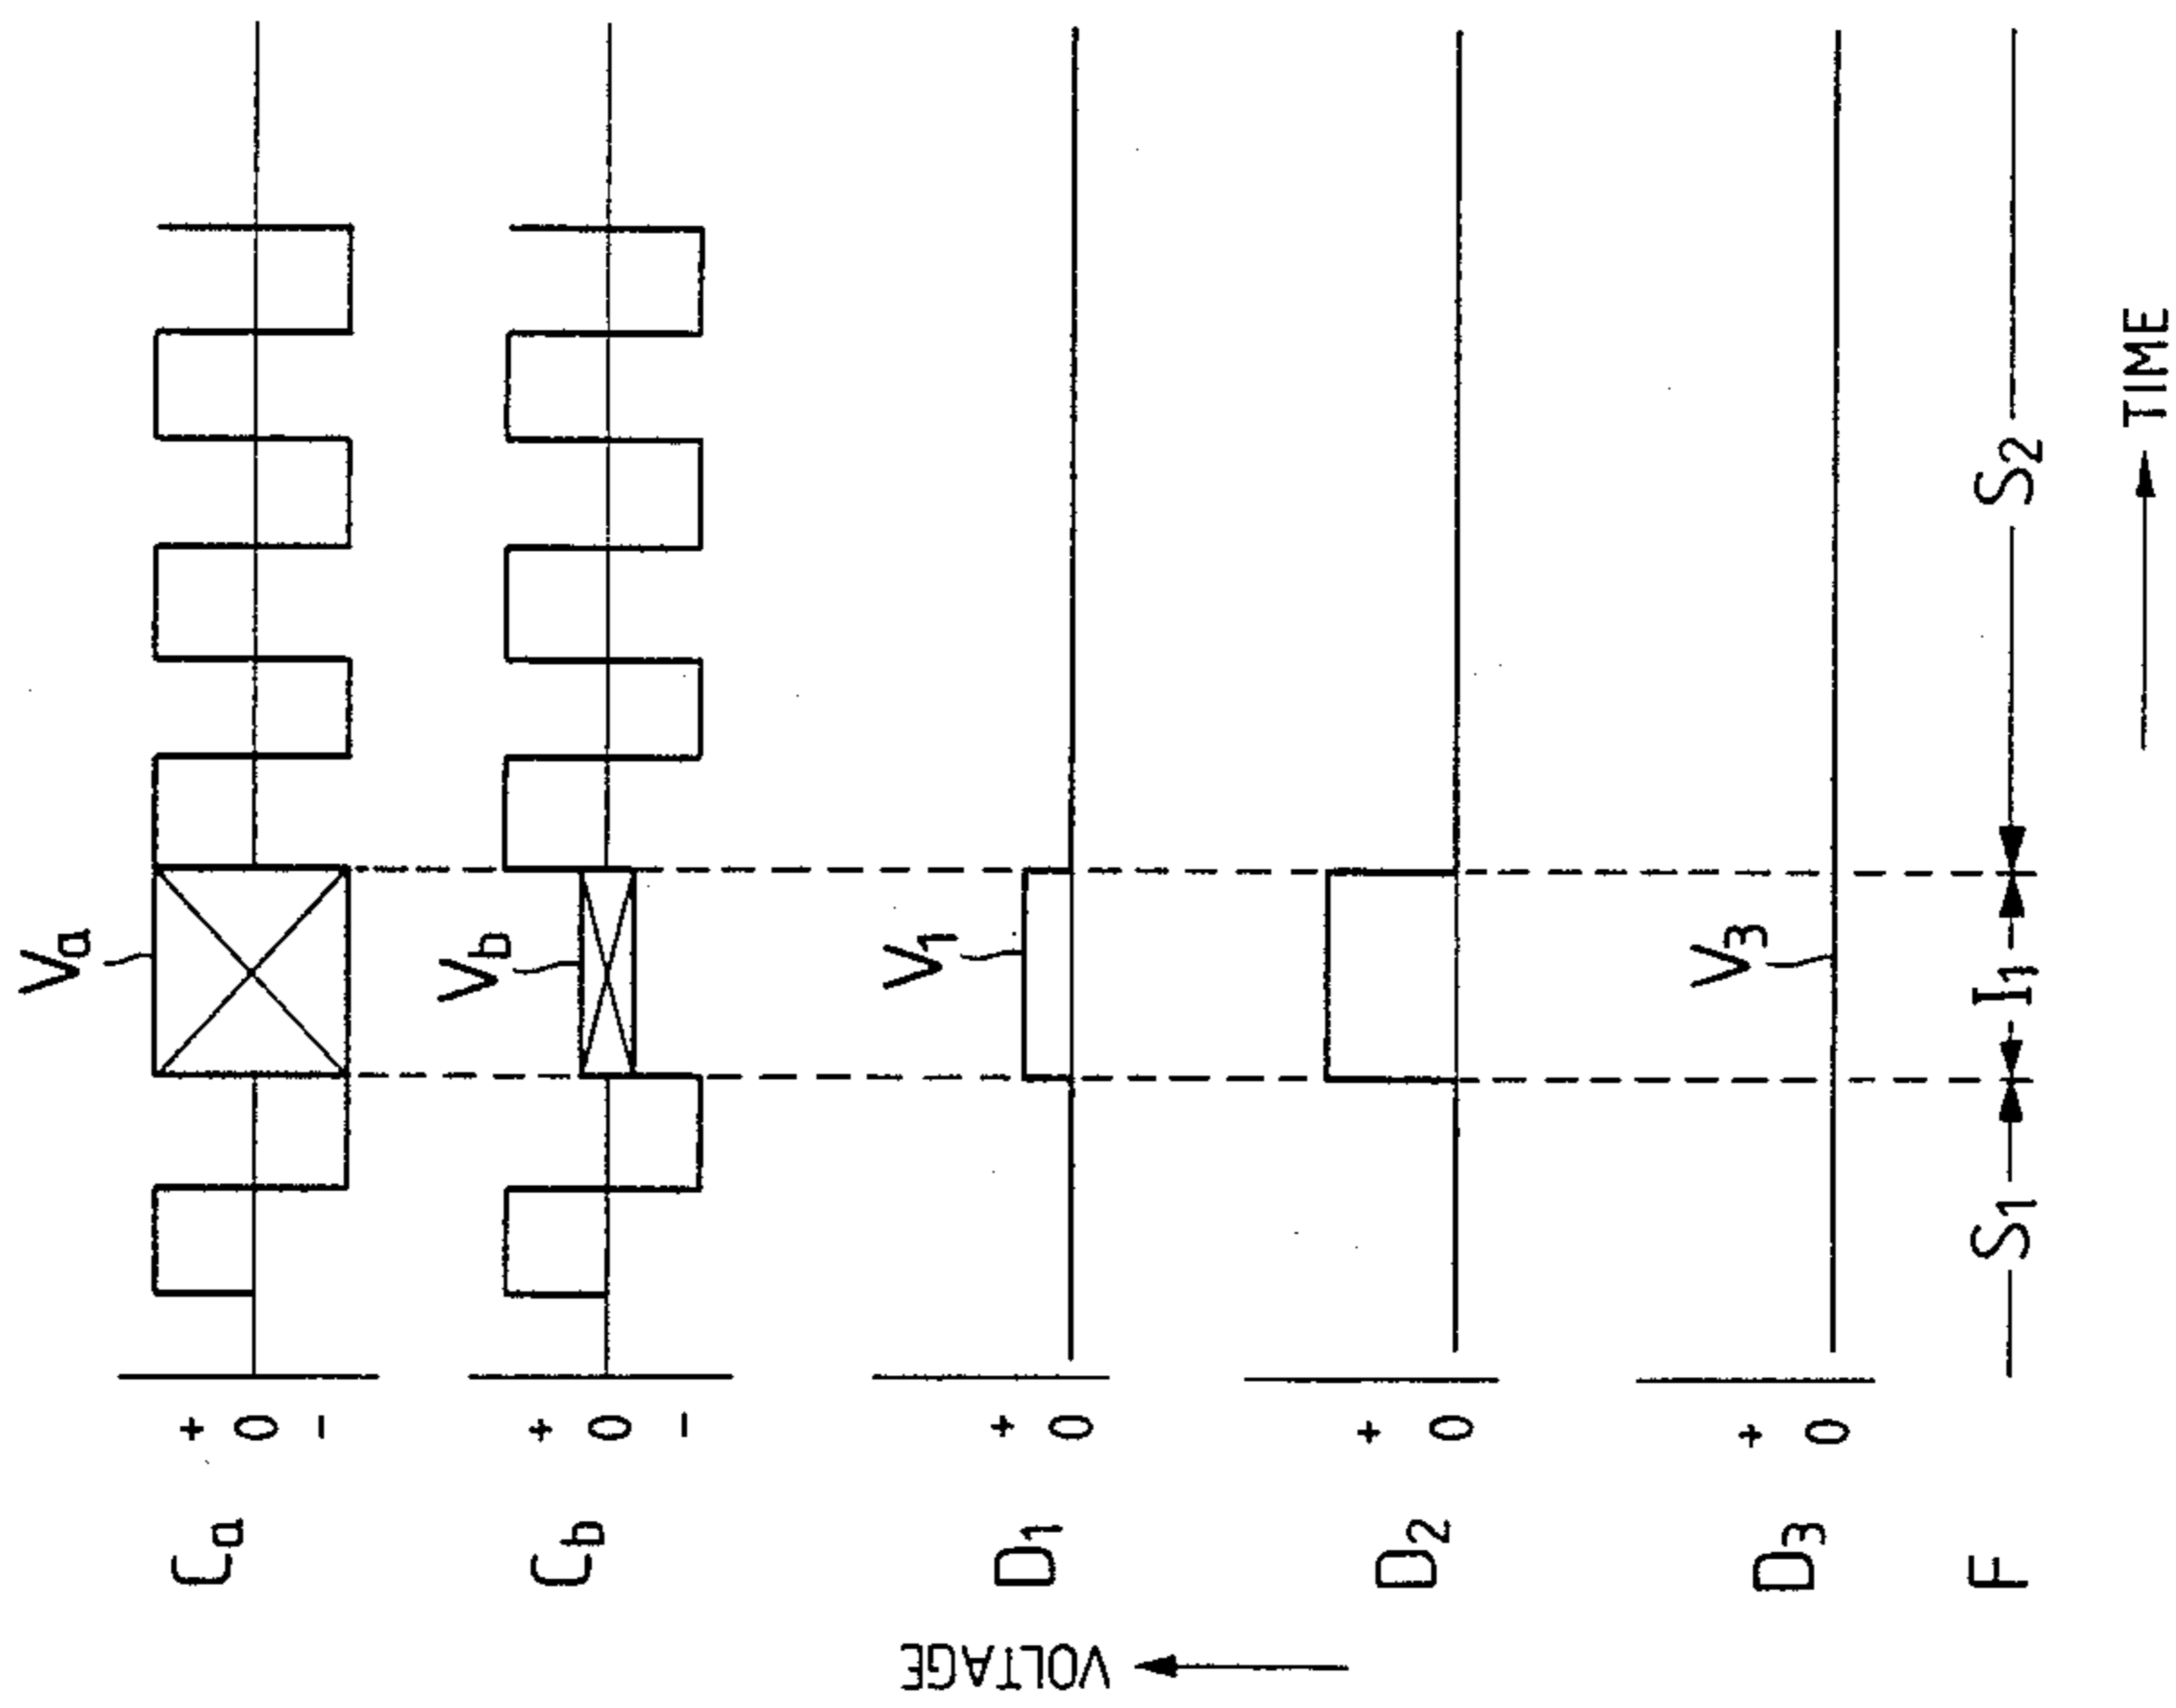 VOLTAGE
Ca + 0 - Va
Cb + 0 - Vb
D1 + 0 V1
D2 + 0
D3 + 0 V3
F S1 I1 S2
TIME